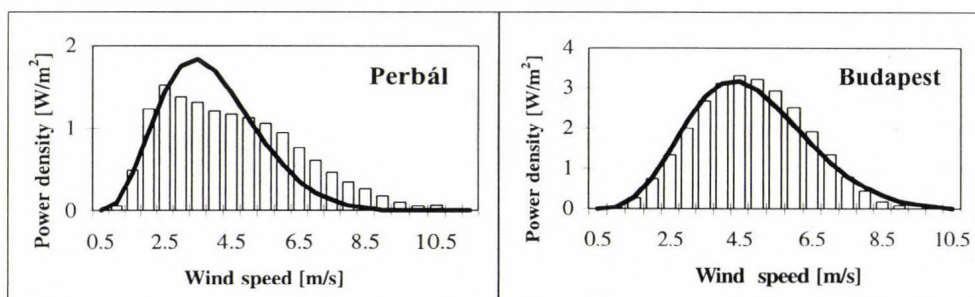 Perbál
Power density [W/m²]
2
1
0
0.5 2.5 4.5 6.5 8.5 10.5
Wind speed [m/s]
Budapest
Power density [W/m²]
4
3
2
1
0
0.5 2.5 4.5 6.5 8.5 10.5
Wind speed [m/s]